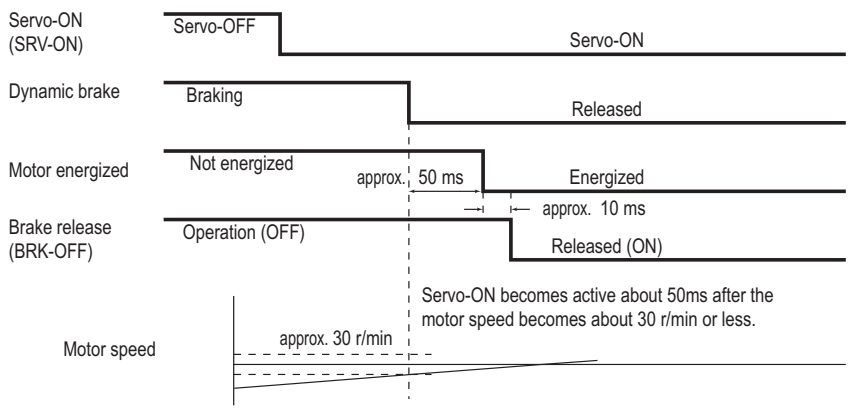 Servo-ON
(SRV-ON)
Servo-OFF
Servo-ON
Dynamic brake
Braking
Released
Motor energized
Not energized
approx. 50 ms
Energized
approx. 10 ms
Brake release
(BRK-OFF)
Operation (OFF)
Released (ON)
Servo-ON becomes active about 50ms after the
motor speed becomes about 30 r/min or less.
Motor speed
approx. 30 r/min